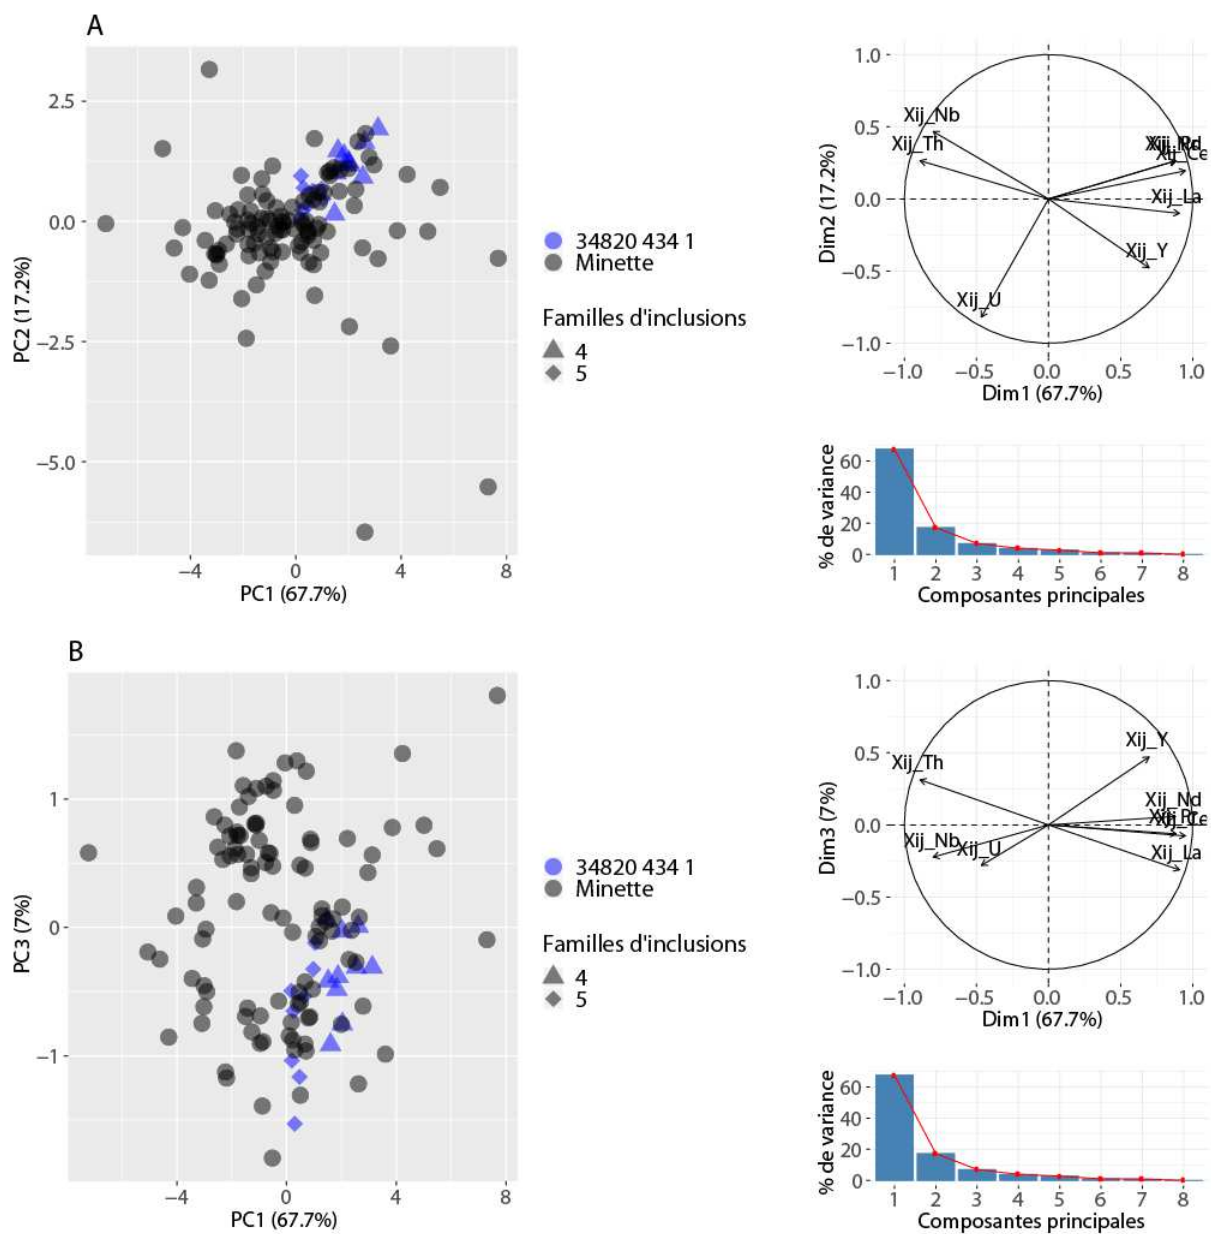 A
2.5
0.0
−2.5
−5.0
PC2 (17.2%)
−4 0 4 8
PC1 (67.7%)
34820 434 1
Minette
Familles d'inclusions
4
5
1.0
0.5
0.0
−0.5
−1.0
Dim2 (17.2%)
Xij_Nb
Xij_Th
Xij_Nd
Xij_Ce
Xij_La
Xij_Y
Xij_U
−1.0 −0.5 0.0 0.5 1.0
Dim1 (67.7%)
% de variance
60
40
20
0
1 2 3 4 5 6 7 8
Composantes principales
B
1
0
−1
PC3 (7%)
−4 0 4 8
PC1 (67.7%)
34820 434 1
Minette
Familles d'inclusions
4
5
1.0
0.5
0.0
−0.5
−1.0
Dim3 (7%)
Xij_Y
Xij_Th
Xij_Nd
Xij_Pr
Xij_Ce
Xij_Nb
Xij_U
Xij_La
−1.0 −0.5 0.0 0.5 1.0
Dim1 (67.7%)
% de variance
60
40
20
0
1 2 3 4 5 6 7 8
Composantes principales